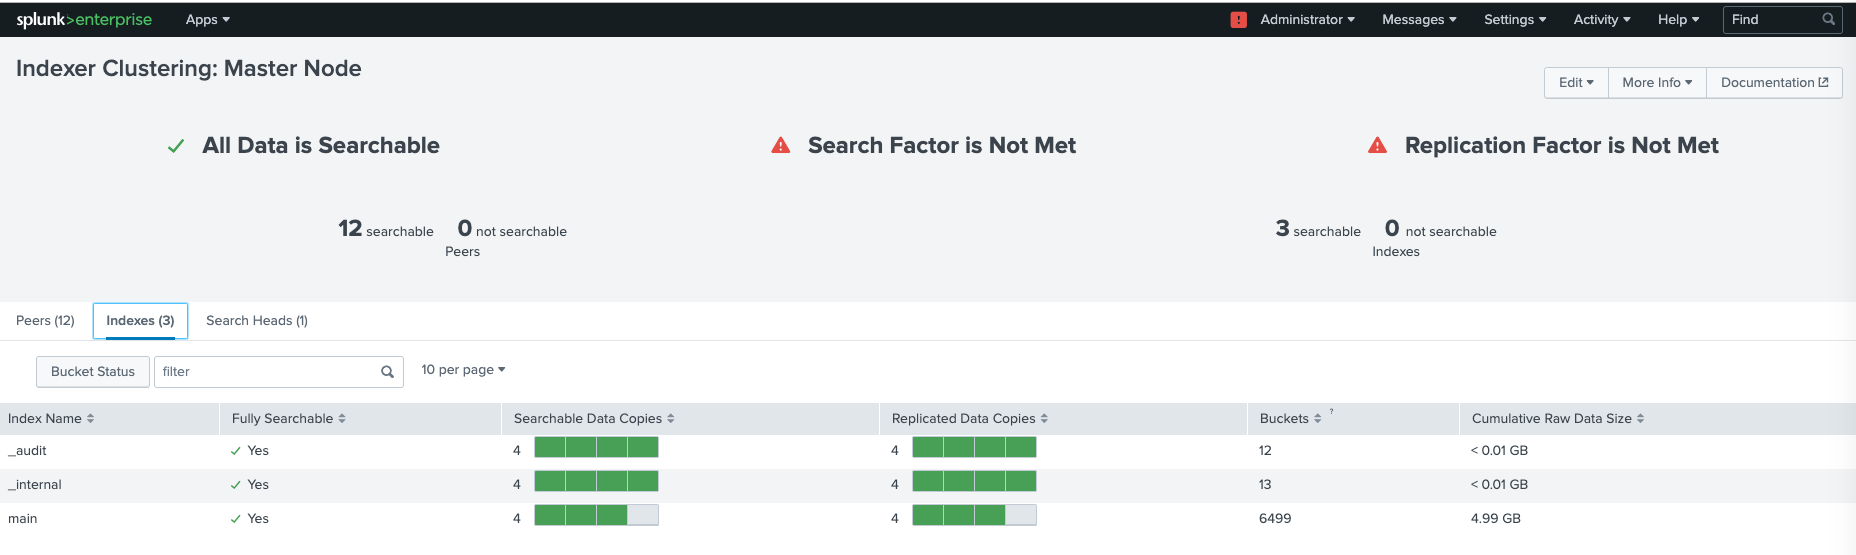 splunk>enterprise Apps Administrator Messages Settings Activity Help Find
Indexer Clustering: Master Node
Edit More Info Documentation
All Data is Searchable Search Factor is Not Met Replication Factor is Not Met
12 searchable 0 not searchable 3 searchable 0 not searchable
Peers Indexes
Peers (12) Indexes (3) Search Heads (1)
Bucket Status filter 10 per page
Index Name Fully Searchable Searchable Data Copies Replicated Data Copies Buckets ? Cumulative Raw Data Size
_audit Yes 4 4 12 < 0.01 GB
_internal Yes 4 4 13 < 0.01 GB
main Yes 4 4 6499 4.99 GB